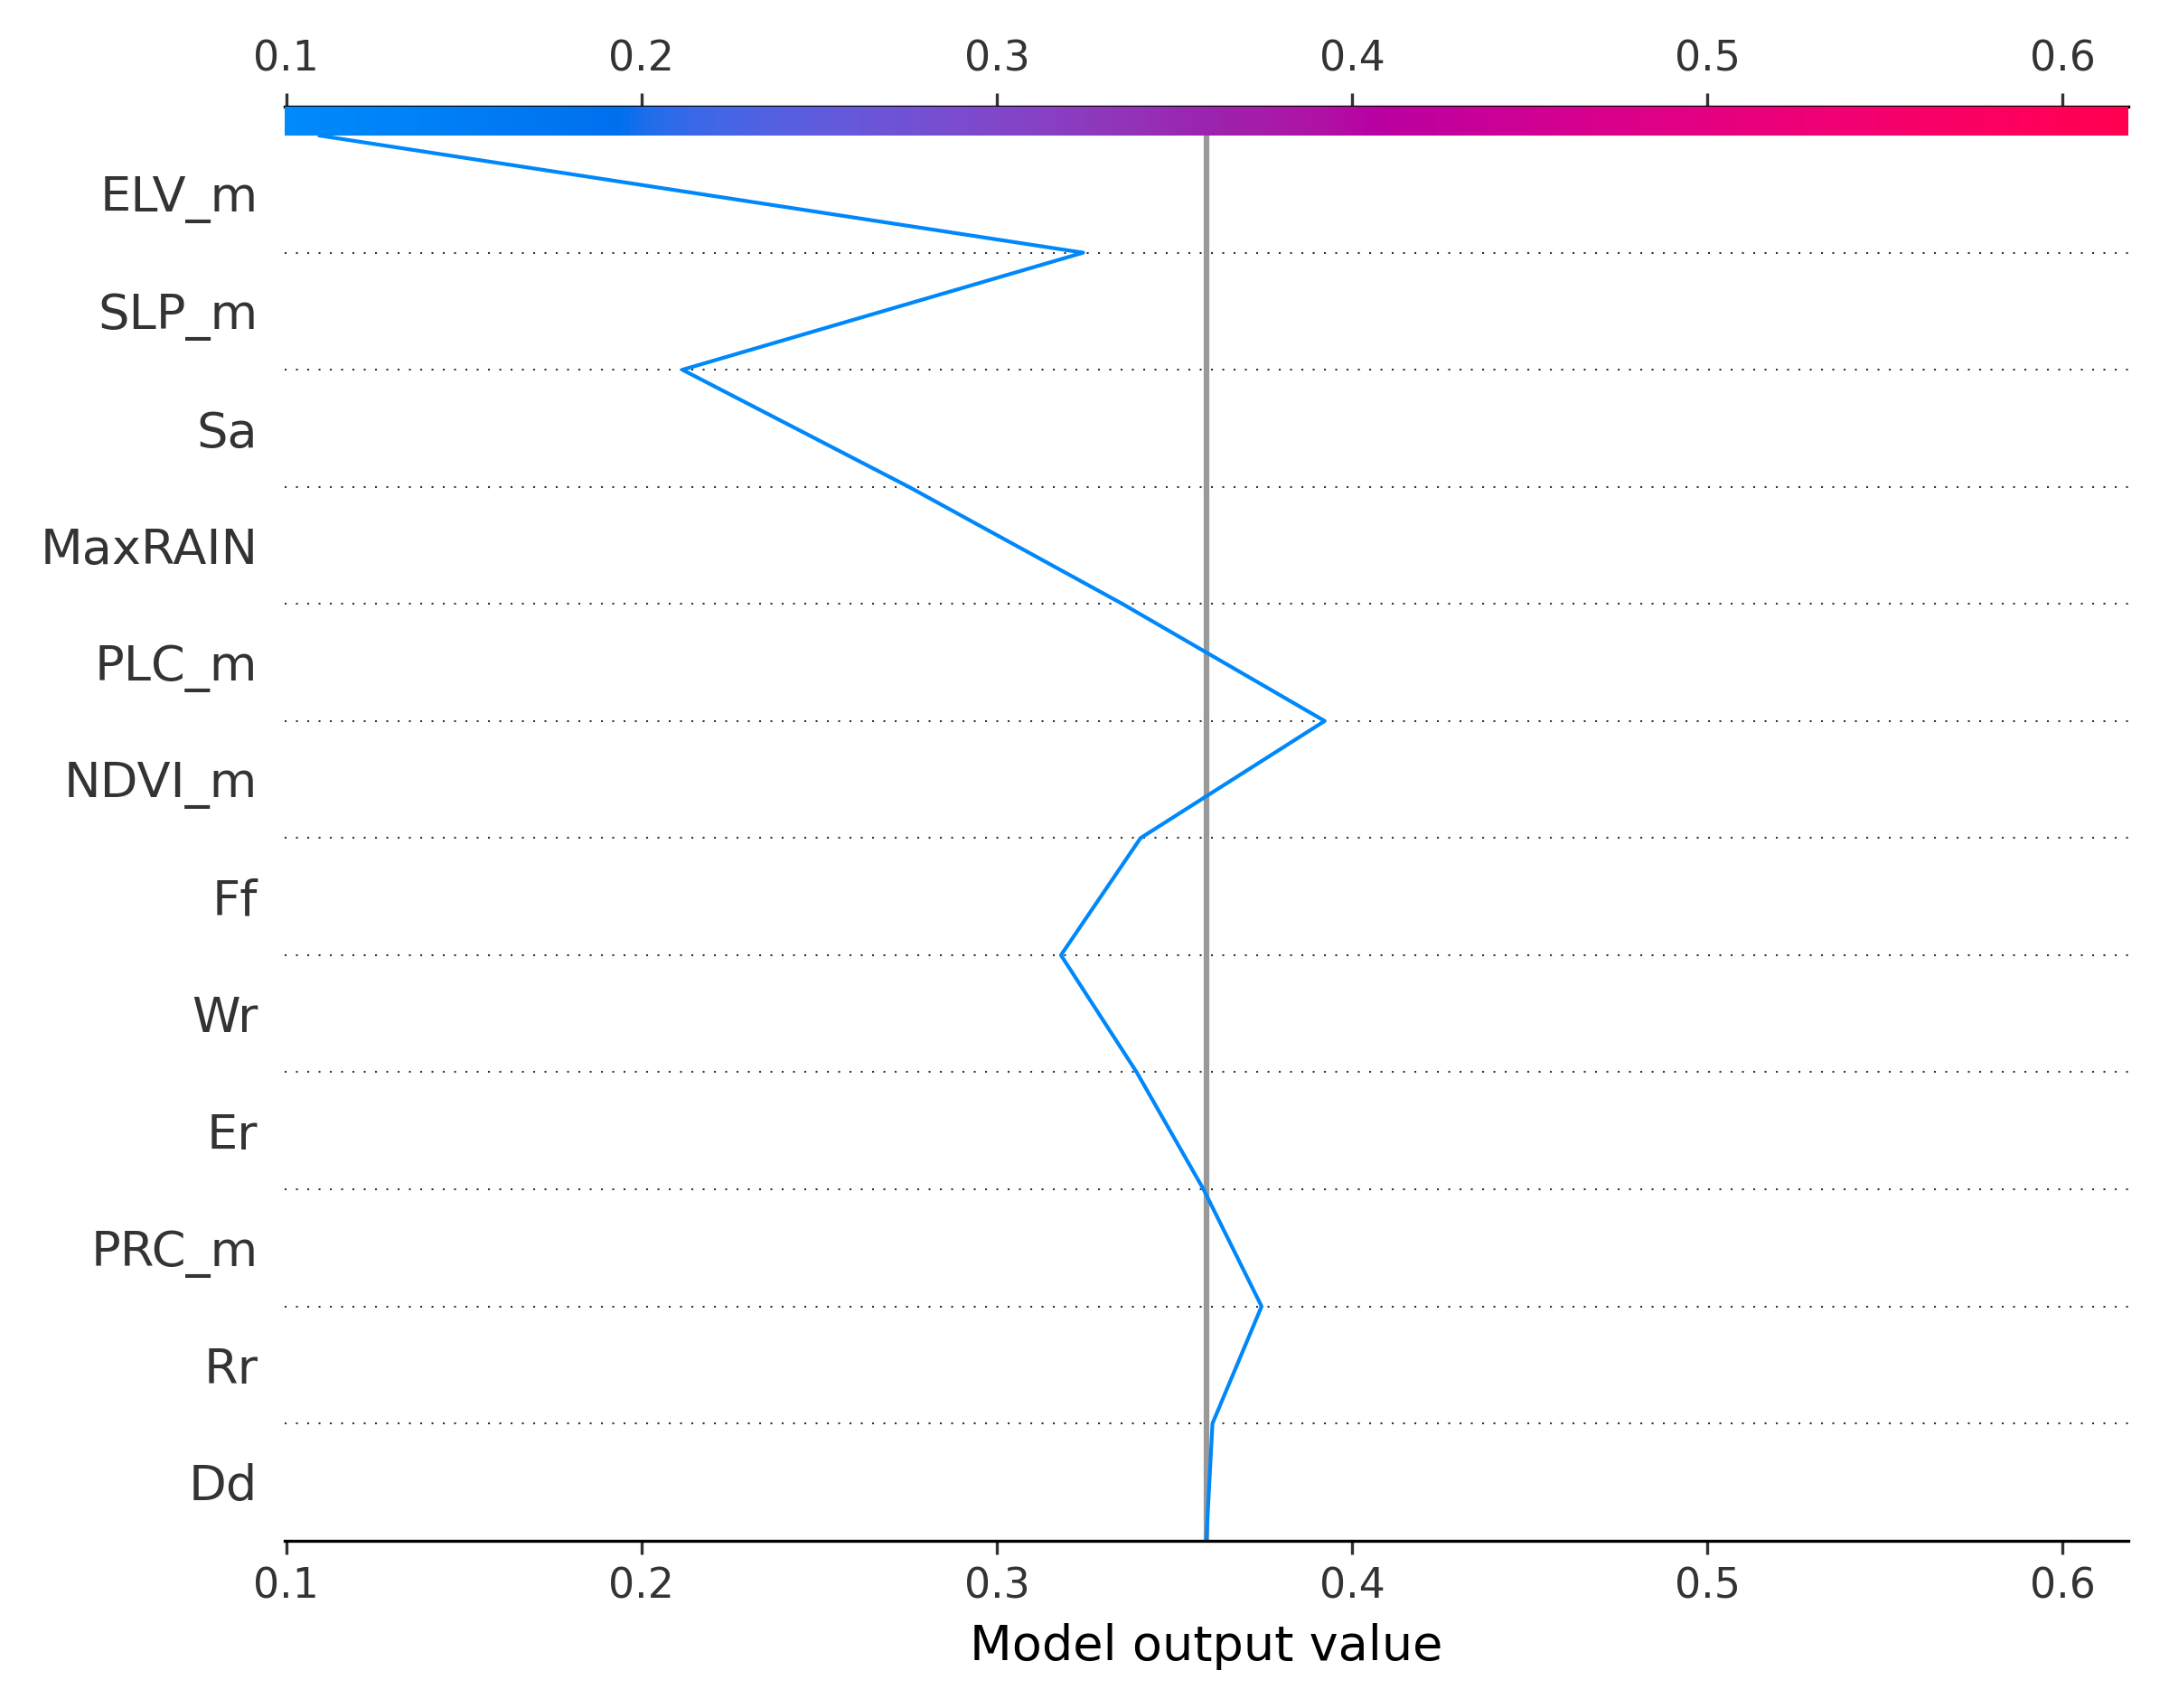 0.1 0.2 0.3 0.4 0.5 0.6
ELV_m
SLP_m
Sa
MaxRAIN
PLC_m
NDVI_m
Ff
Wr
Er
PRC_m
Rr
Dd
0.1 0.2 0.3 0.4 0.5 0.6
Model output value